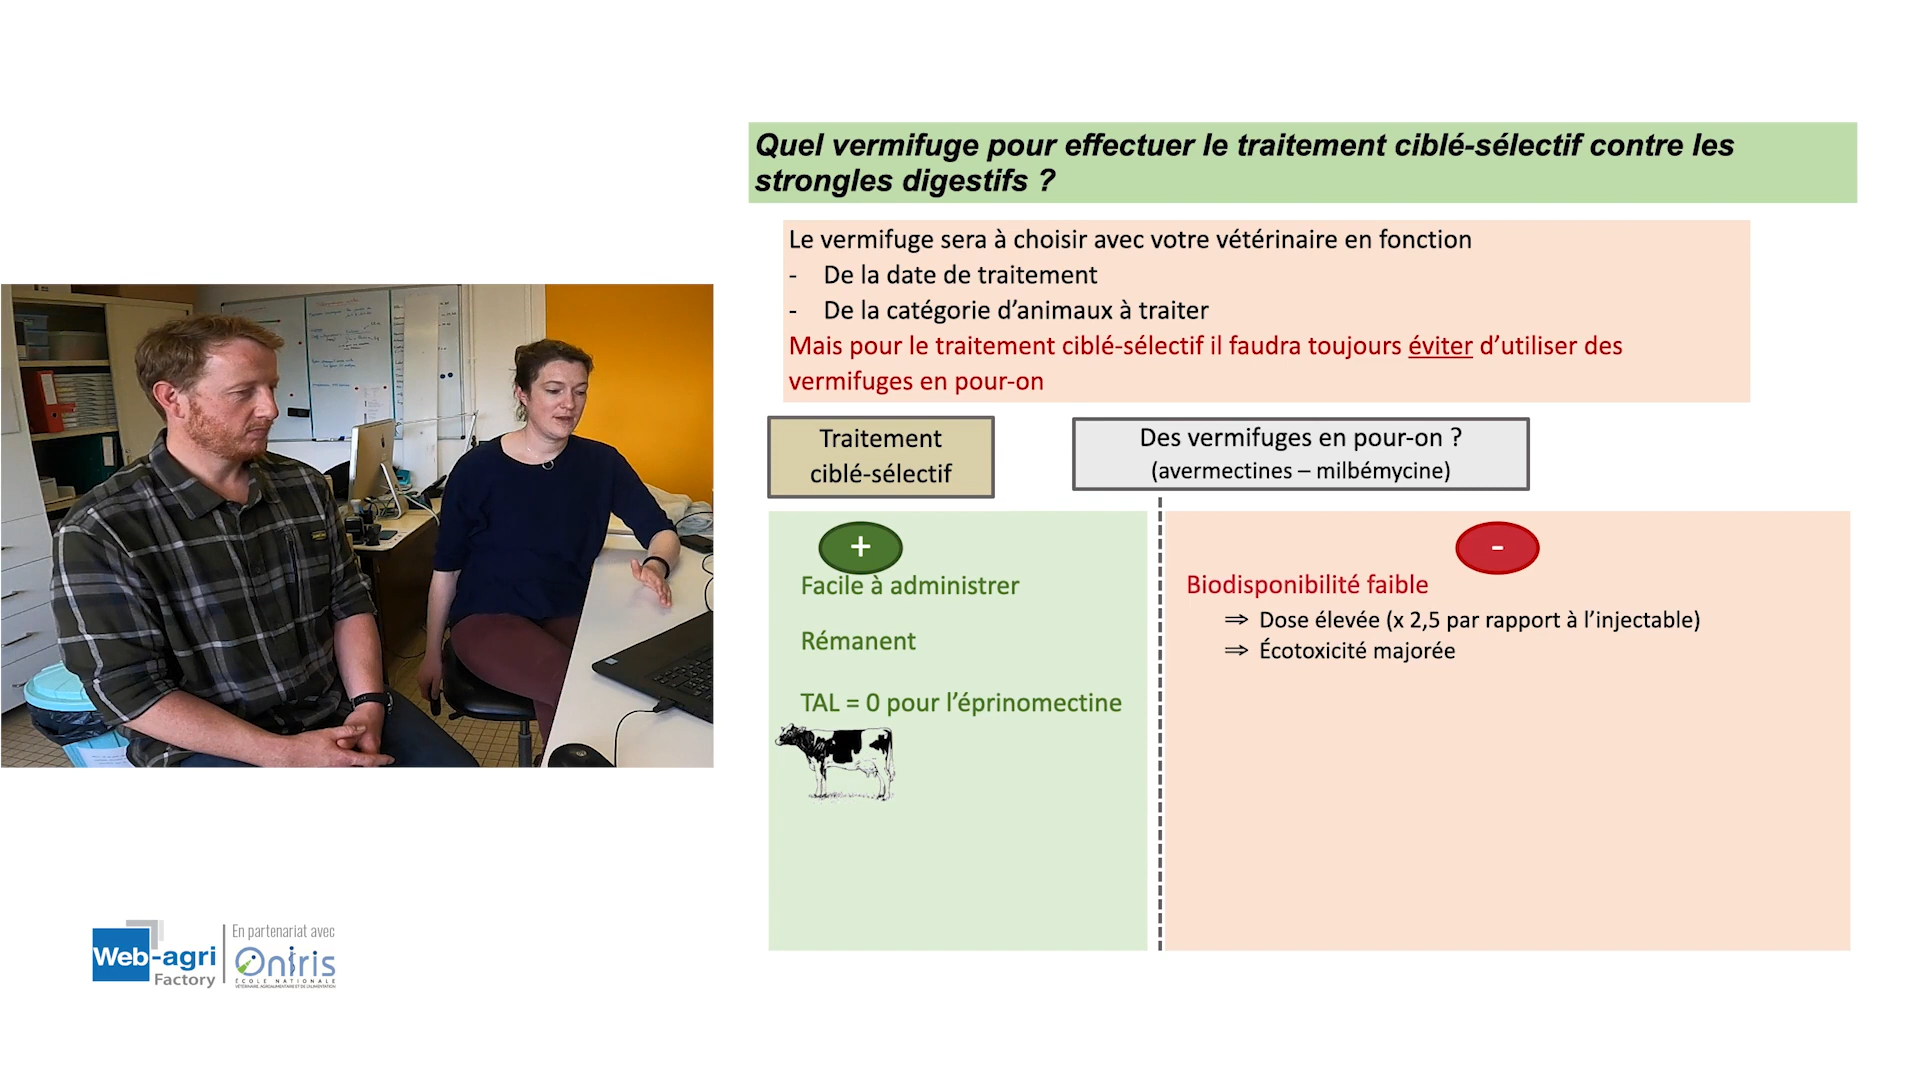 Quel vermifuge pour effectuer le traitement ciblé-sélectif contre les
strongles digestifs ?
Le vermifuge sera à choisir avec votre vétérinaire en fonction
- De la date de traitement
- De la catégorie d’animaux à traiter
Mais pour le traitement ciblé-sélectif il faudra toujours éviter d’utiliser des
vermifuges en pour-on
Traitement
ciblé-sélectif
Des vermifuges en pour-on ?
(avermectines – milbémycine)
+
Facile à administrer
Rémanent
TAL = 0 pour l’éprinomectine
-
Biodisponibilité faible
⇒ Dose élevée (x 2,5 par rapport à l’injectable)
⇒ Écotoxicité majorée
Web-agri
Factory
En partenariat avec
Oniris
ÉCOLE NATIONALE
VÉTÉRINAIRE, AGROALIMENTAIRE ET DE L'ALIMENTATION